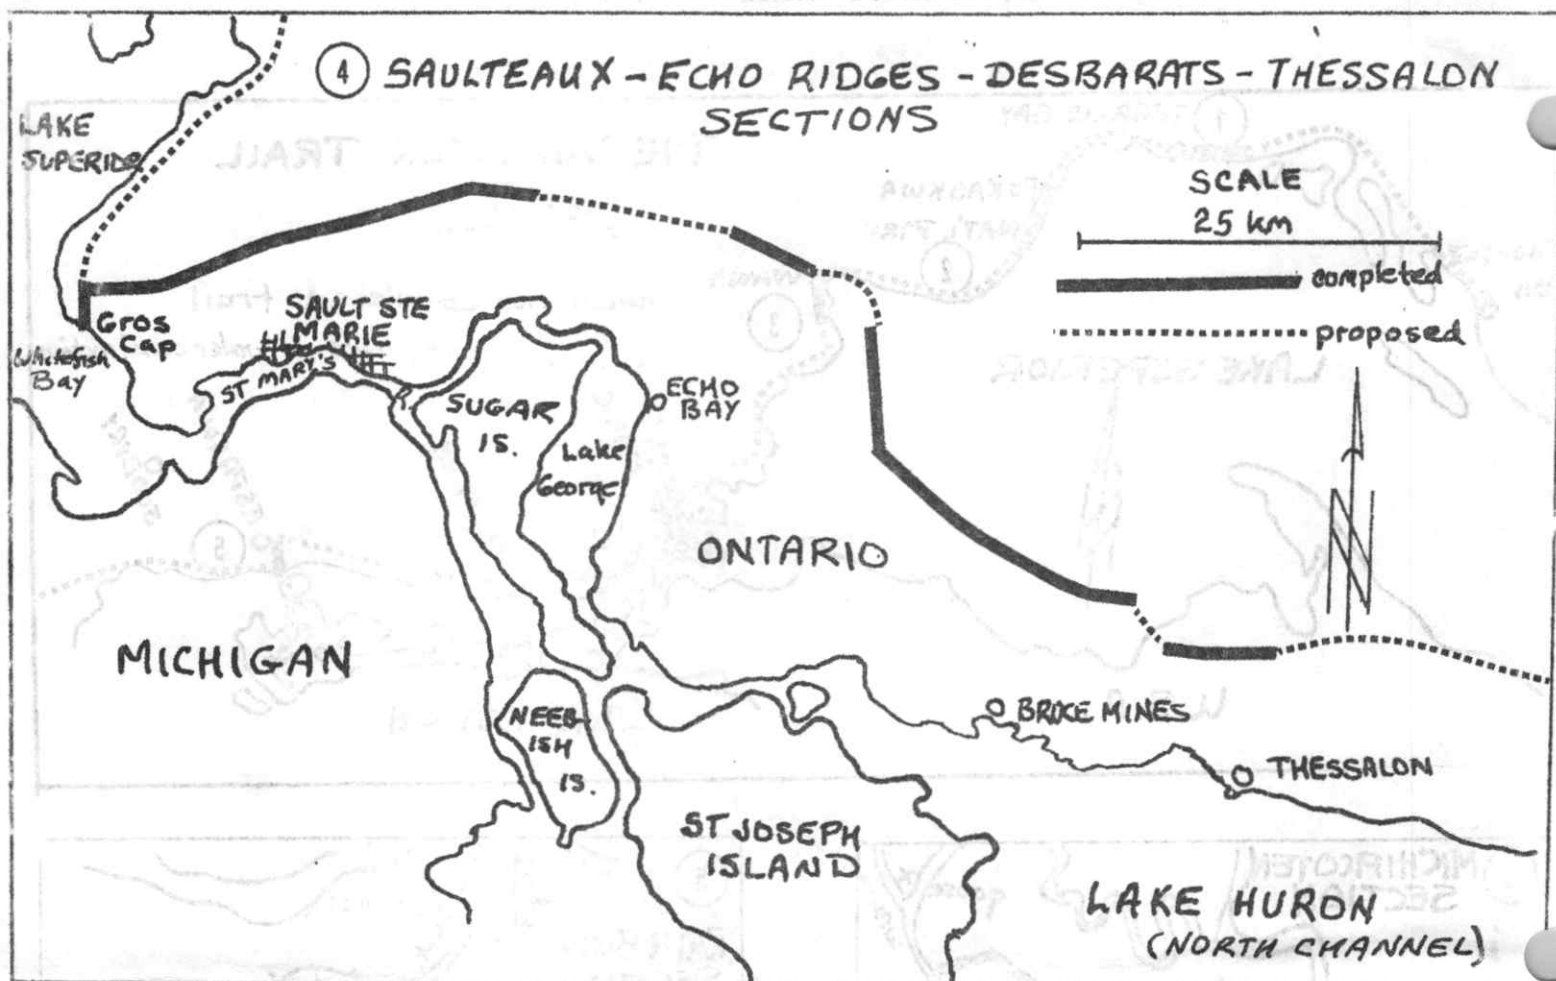 ④ SAULTEAUX - ECHO RIDGES - DESBARATS - THESSALON
SECTIONS
LAKE
SUPERIOR
SCALE
25 km
completed
proposed
Gros
Cap
SAULT STE
MARIE
Whitefish
Bay
ST MARY'S
SUGAR
IS.
Lake
George
ECHO
BAY
ONTARIO
N
MICHIGAN
NEEB-
ISH
IS.
BRUCE MINES
THESSALON
ST JOSEPH
ISLAND
LAKE HURON
(NORTH CHANNEL)